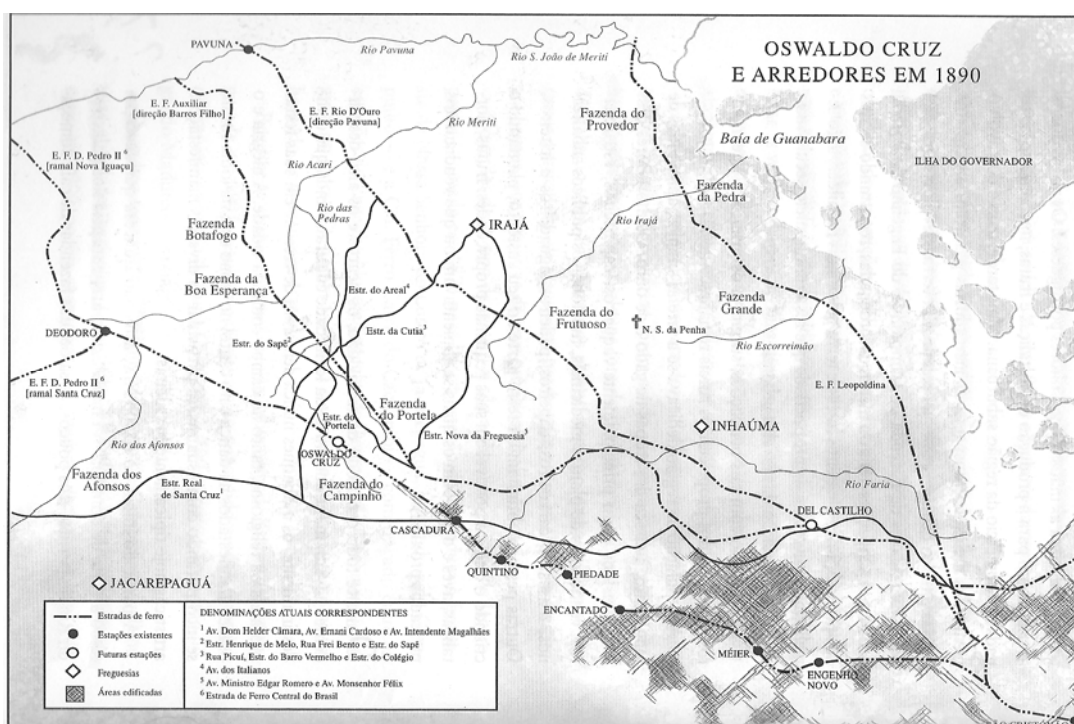 OSWALDO CRUZ
E ARREDORES EM 1890
PAVUNA
Rio Pavuna
Rio S. João de Meriti
E. F. Auxiliar
[direção Barros Filho]
E. F. Rio D'Ouro
[direção Pavuna]
Fazenda do
Provedor
Rio Meriti
Baía de Guanabara
ILHA DO GOVERNADOR
E. F. D. Pedro II 6
[ramal Nova Iguaçu]
Rio Acari
Fazenda
da Pedra
Rio das
Pedras
Rio Irajá
IRAJÁ
Fazenda
Botafogo
Fazenda da
Boa Esperança
Estr. do Areal4
Fazenda
Grande
Fazenda do
Frutuoso
N. S. da Penha
Estr. da Cutia3
DEODORO
Estr. do Sapê2
Rio Escorreimão
E. F. D. Pedro II 6
[ramal Santa Cruz]
E. F. Leopoldina
Fazenda
do Portela
Estr. do
Portela
INHAÚMA
Estr. Nova da Freguesia5
Rio dos Afonsos
OSWALDO
CRUZ
Fazenda dos
Afonsos
Estr. Real
de Santa Cruz1
Fazenda do
Campinho
Rio Faria
DEL CASTILHO
CASCADURA
QUINTINO
PIEDADE
JACAREPAGUÁ
ENCANTADO
MÉIER
ENGENHO
NOVO
Estradas de ferro
Estações existentes
Futuras estações
Freguesias
Áreas edificadas
DENOMINAÇÕES ATUAIS CORRESPONDENTES
1 Av. Dom Helder Câmara, Av. Ernani Cardoso e Av. Intendente Magalhães
2 Estr. Henrique de Melo, Rua Frei Bento e Estr. do Sapê
3 Rua Picuí, Estr. do Barro Vermelho e Estr. do Colégio
4 Av. dos Italianos
5 Av. Ministro Edgar Romero e Av. Monsenhor Félix
6 Estrada de Ferro Central do Brasil